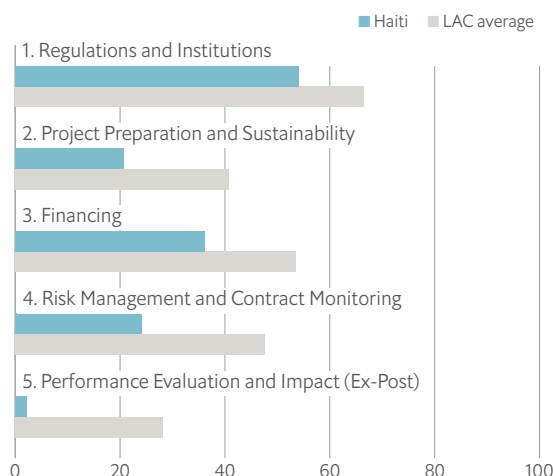 Haiti LAC average
1. Regulations and Institutions
2. Project Preparation and Sustainability
3. Financing
4. Risk Management and Contract Monitoring
5. Performance Evaluation and Impact (Ex-Post)
0 20 40 60 80 100